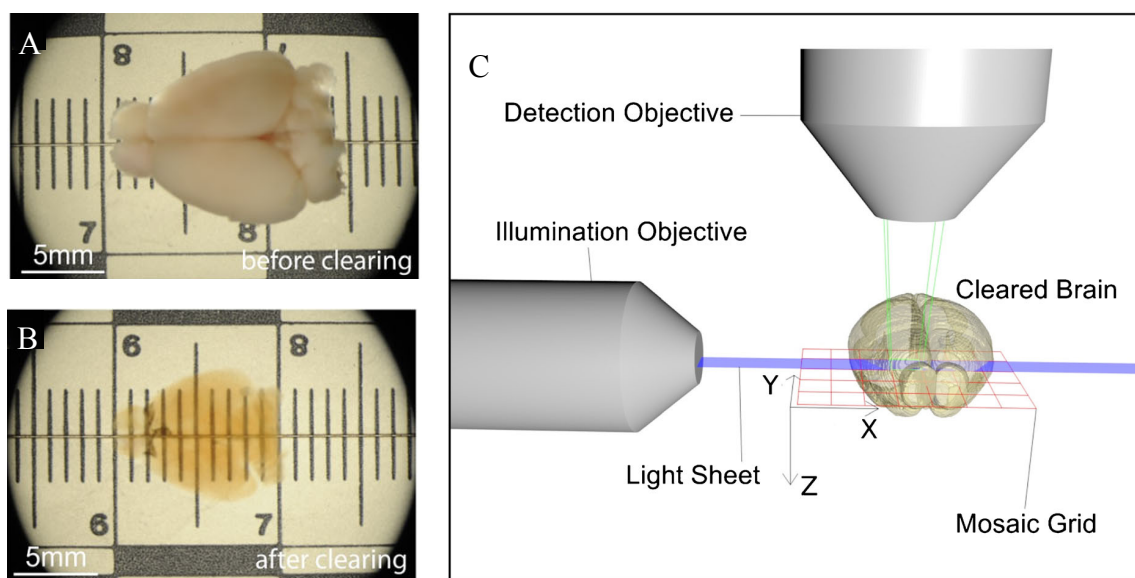 A
8
7
8
5mm
before clearing
B
6
8
6
7
5mm
after clearing
C
Detection Objective
Illumination Objective
Cleared Brain
Y
X
Z
Light Sheet
Mosaic Grid